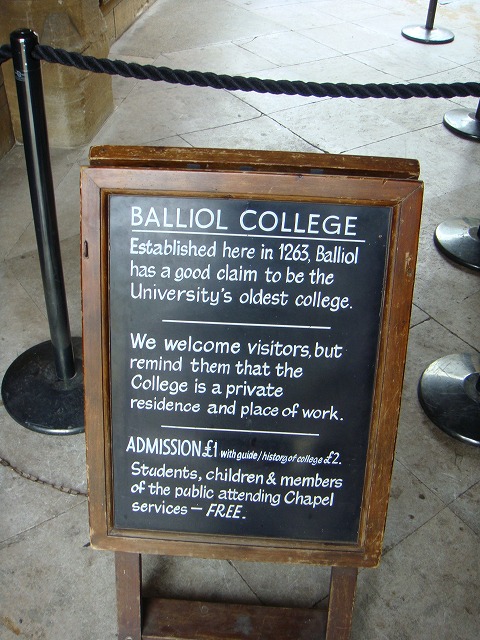 BALLIOL COLLEGE
Established here in 1263, Balliol
has a good claim to be the
University's oldest college.
We welcome visitors, but
remind them that the
College is a private
residence and place of work.
ADMISSION £1 with guide/history of college £2.
Students, children & members
of the public attending Chapel
services — FREE.